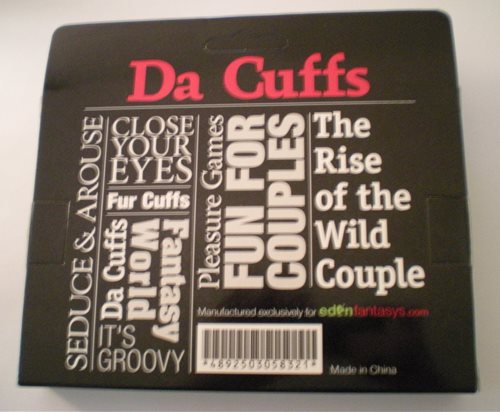 Da Cuffs
SEDUCE & AROUSE
CLOSE
YOUR
EYES
Fur Cuffs
Da Cuffs
Fantasy
World
IT'S
GROOVY
Pleasure Games
FUN FOR
COUPLES
The
Rise
of the
Wild
Couple
Manufactured exclusively for edenfantasys.com
*4892503058321*
Made in China